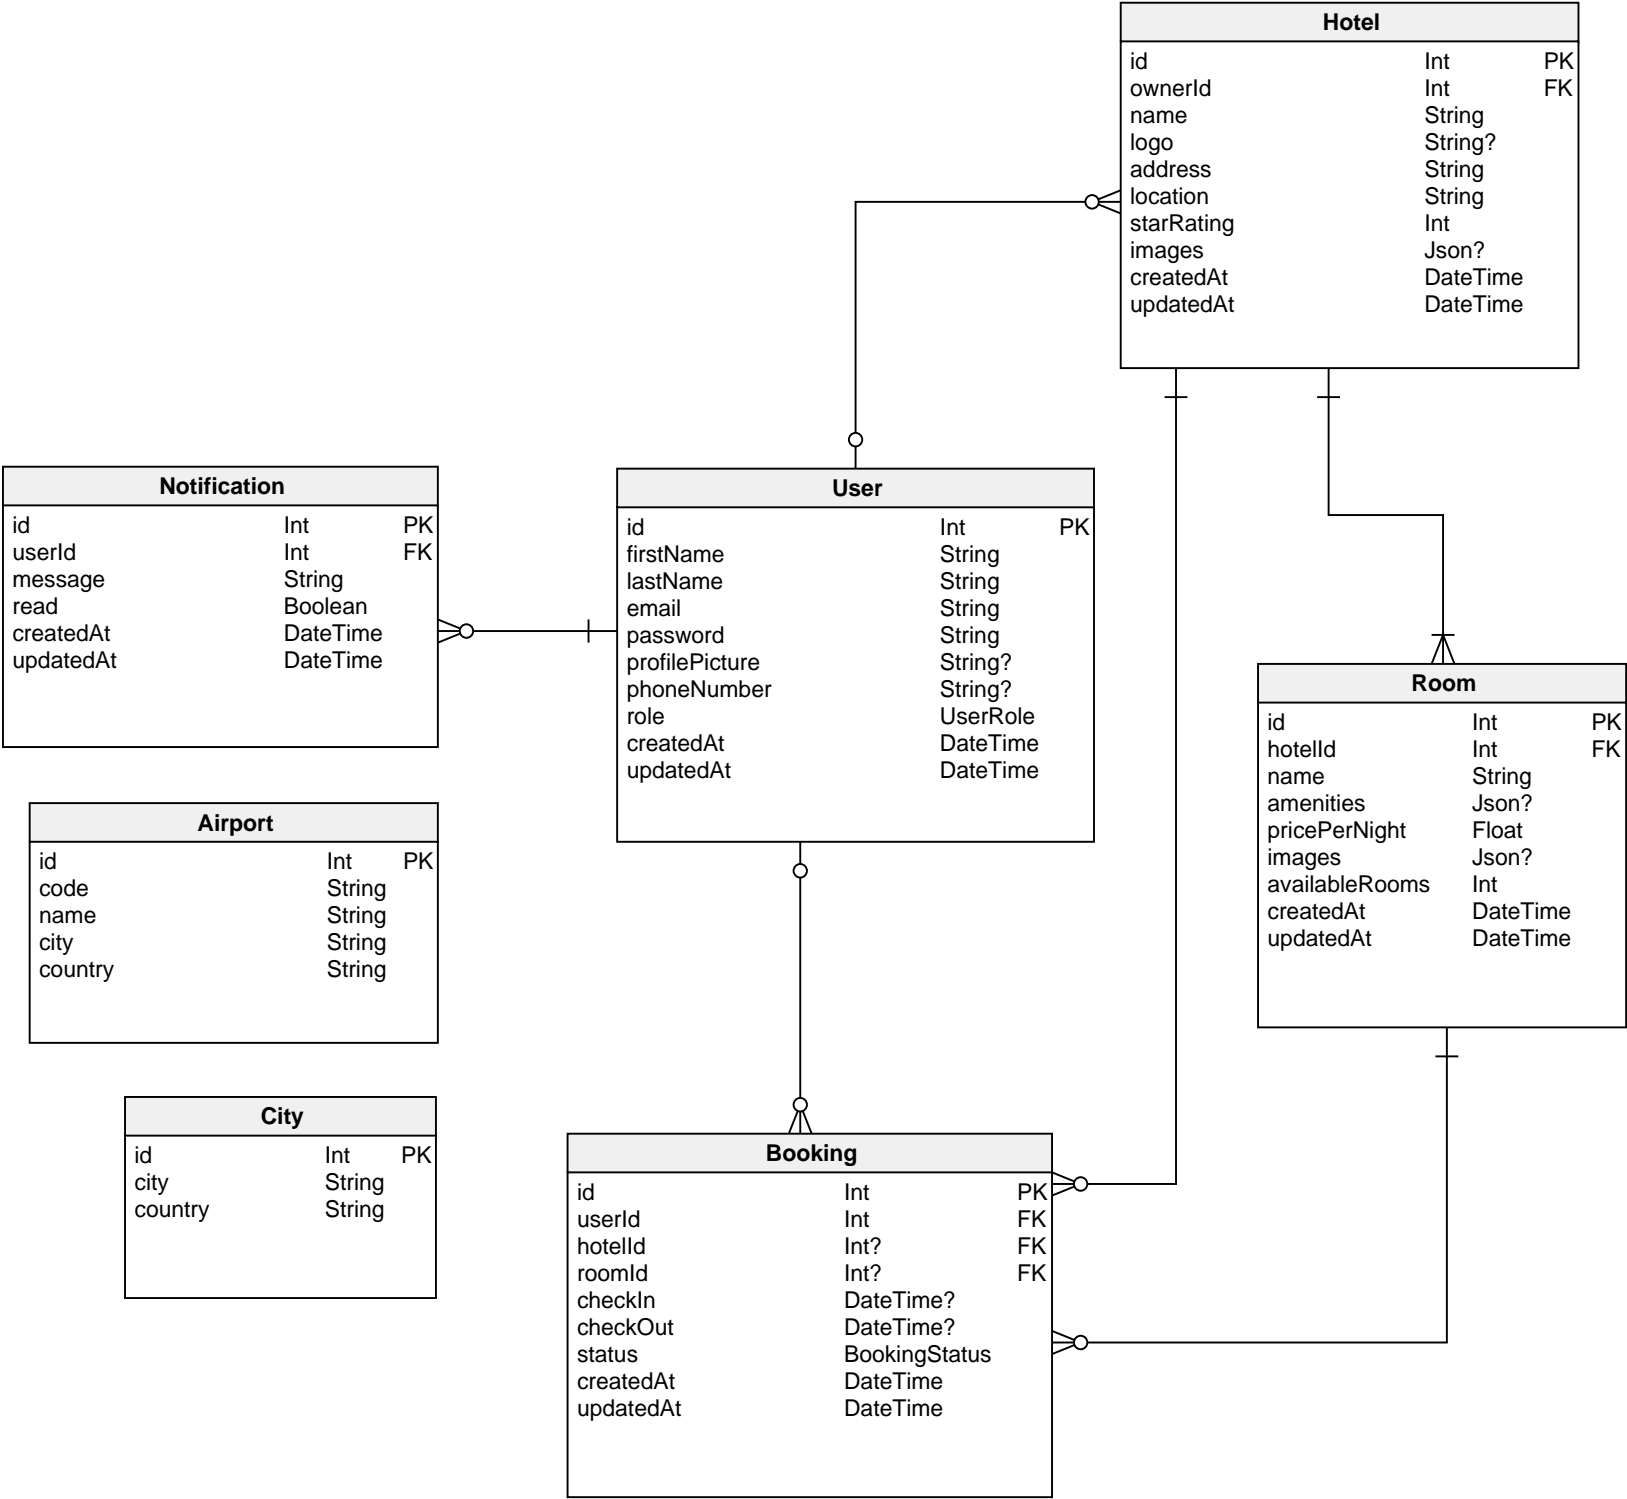 Hotel
id Int PK
ownerId Int FK
name String
logo String?
address String
location String
starRating Int
images Json?
createdAt DateTime
updatedAt DateTime
Notification
id Int PK
userId Int FK
message String
read Boolean
createdAt DateTime
updatedAt DateTime
User
id Int PK
firstName String
lastName String
email String
password String
profilePicture String?
phoneNumber String?
role UserRole
createdAt DateTime
updatedAt DateTime
Room
id Int PK
hotelId Int FK
name String
amenities Json?
pricePerNight Float
images Json?
availableRooms Int
createdAt DateTime
updatedAt DateTime
Airport
id Int PK
code String
name String
city String
country String
City
id Int PK
city String
country String
Booking
id Int PK
userId Int FK
hotelId Int? FK
roomId Int? FK
checkIn DateTime?
checkOut DateTime?
status BookingStatus
createdAt DateTime
updatedAt DateTime